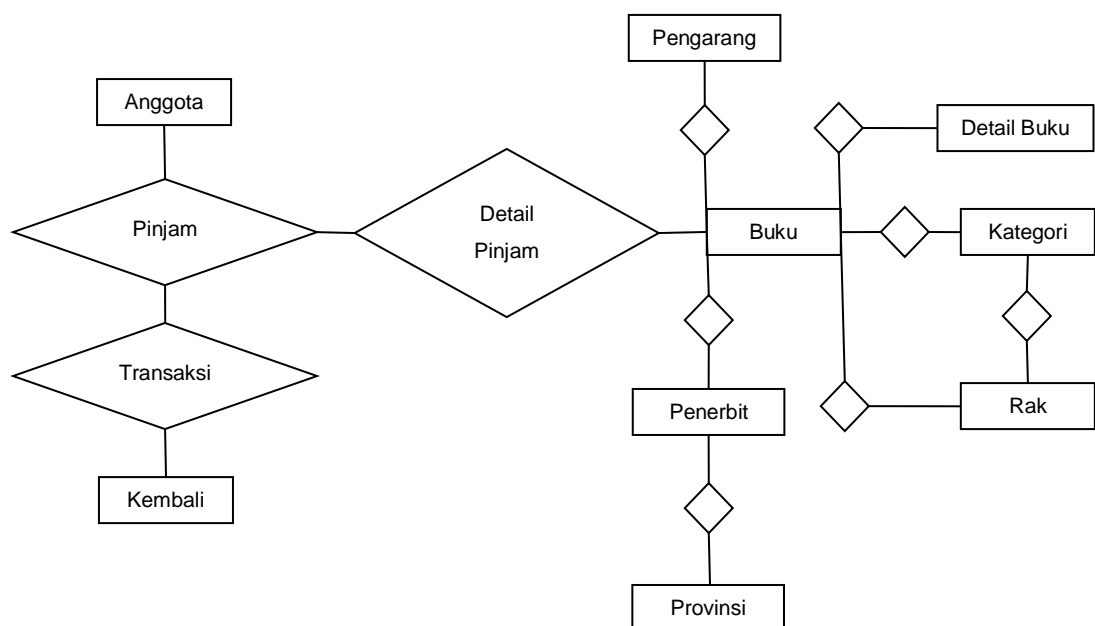 Pengarang
Anggota
Detail Buku
Pinjam
Detail
Pinjam
Buku
Kategori
Transaksi
Penerbit
Rak
Kembali
Provinsi